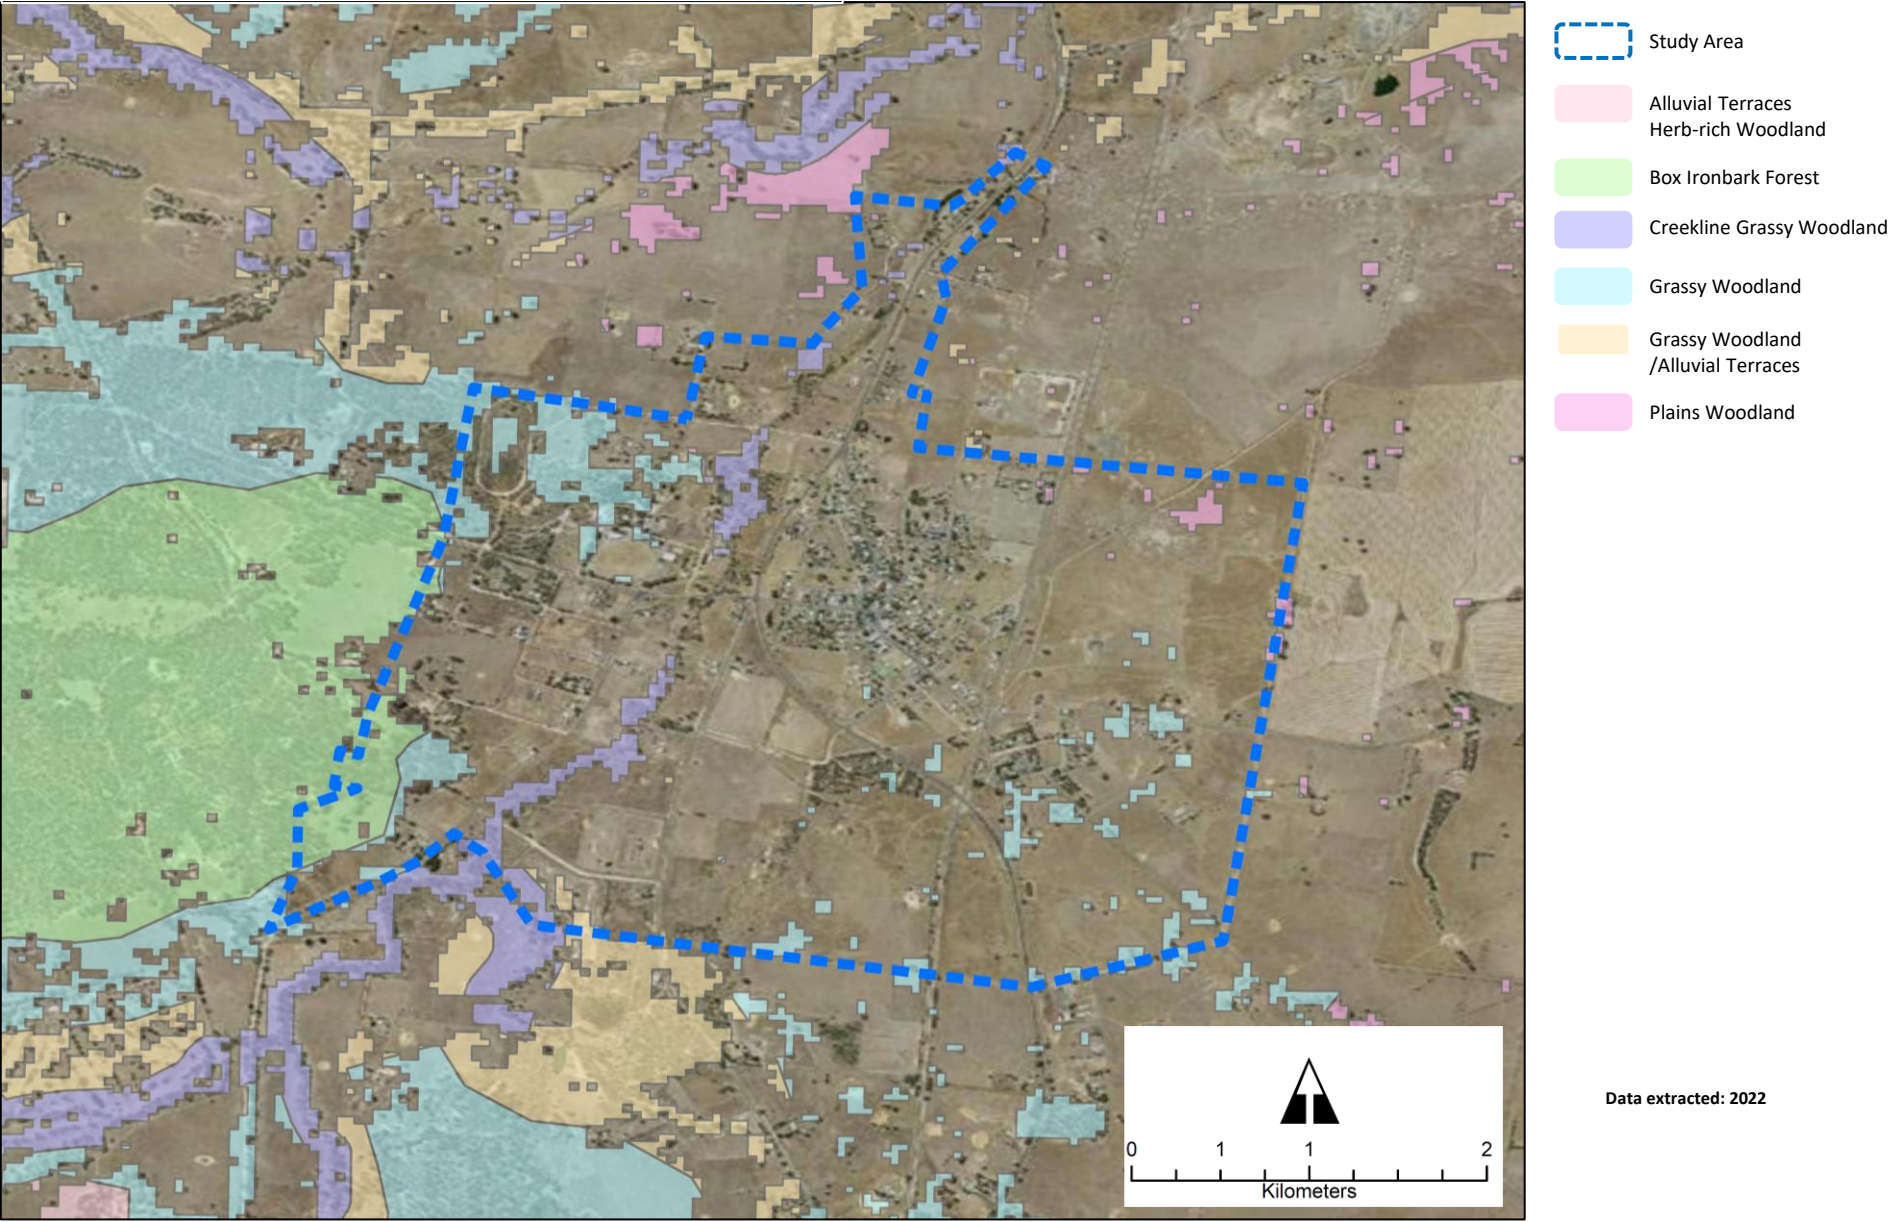 Study Area
Alluvial Terraces
Herb-rich Woodland
Box Ironbark Forest
Creekline Grassy Woodland
Grassy Woodland
Grassy Woodland
/Alluvial Terraces
Plains Woodland
Data extracted: 2022
0 1 1 2
Kilometers